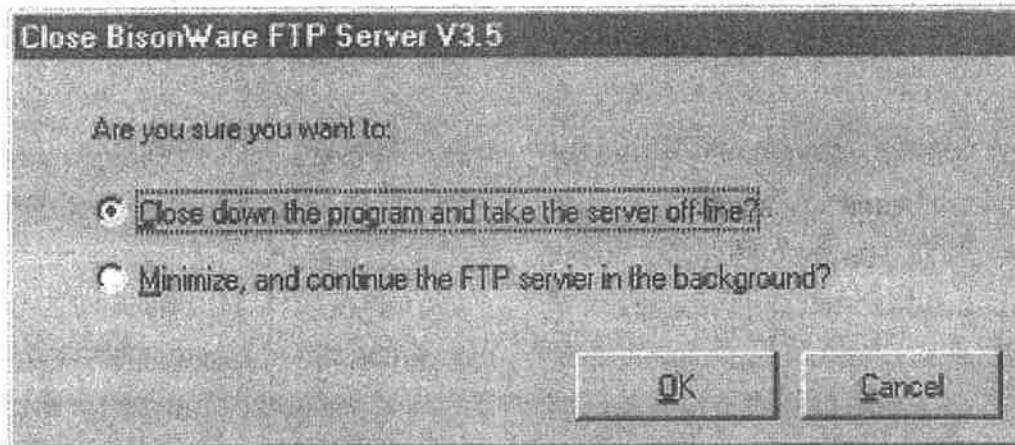 Close BisonWare FTP Server V3.5
Are you sure you want to:
Close down the program and take the server off-line?
Minimize, and continue the FTP servier in the background?
OK
Cancel